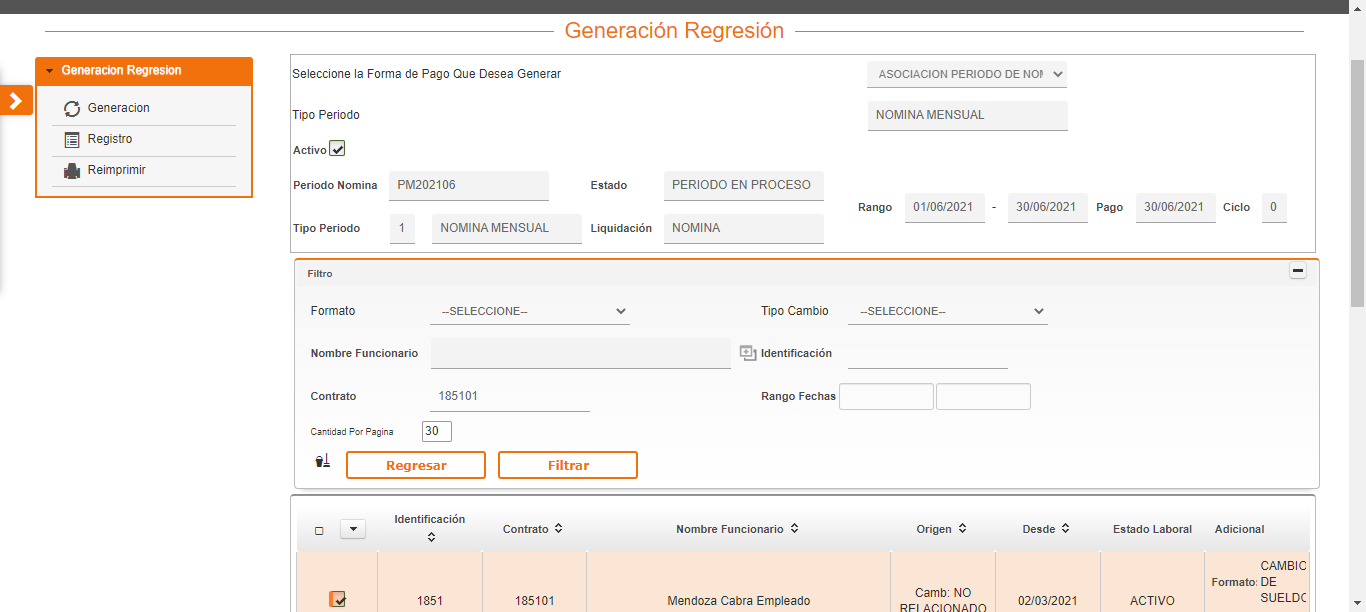 Generación Regresión
Generacion Regresion
Generacion
Registro
Reimprimir
Seleccione la Forma de Pago Que Desea Generar
ASOCIACION PERIODO DE NOM
Tipo Periodo
NOMINA MENSUAL
Activo
Periodo Nomina PM202106 Estado PERIODO EN PROCESO
Rango 01/06/2021 - 30/06/2021 Pago 30/06/2021 Ciclo 0
Tipo Periodo 1 NOMINA MENSUAL Liquidación NOMINA
Filtro
Formato --SELECCIONE-- Tipo Cambio --SELECCIONE--
Nombre Funcionario Identificación
Contrato 185101 Rango Fechas
Cantidad Por Pagina 30
Regresar Filtrar
Identificación Contrato Nombre Funcionario Origen Desde Estado Laboral Adicional
1851 185101 Mendoza Cabra Empleado Camb: NO RELACIONADO 02/03/2021 ACTIVO Formato: CAMBIO DE SUELDO